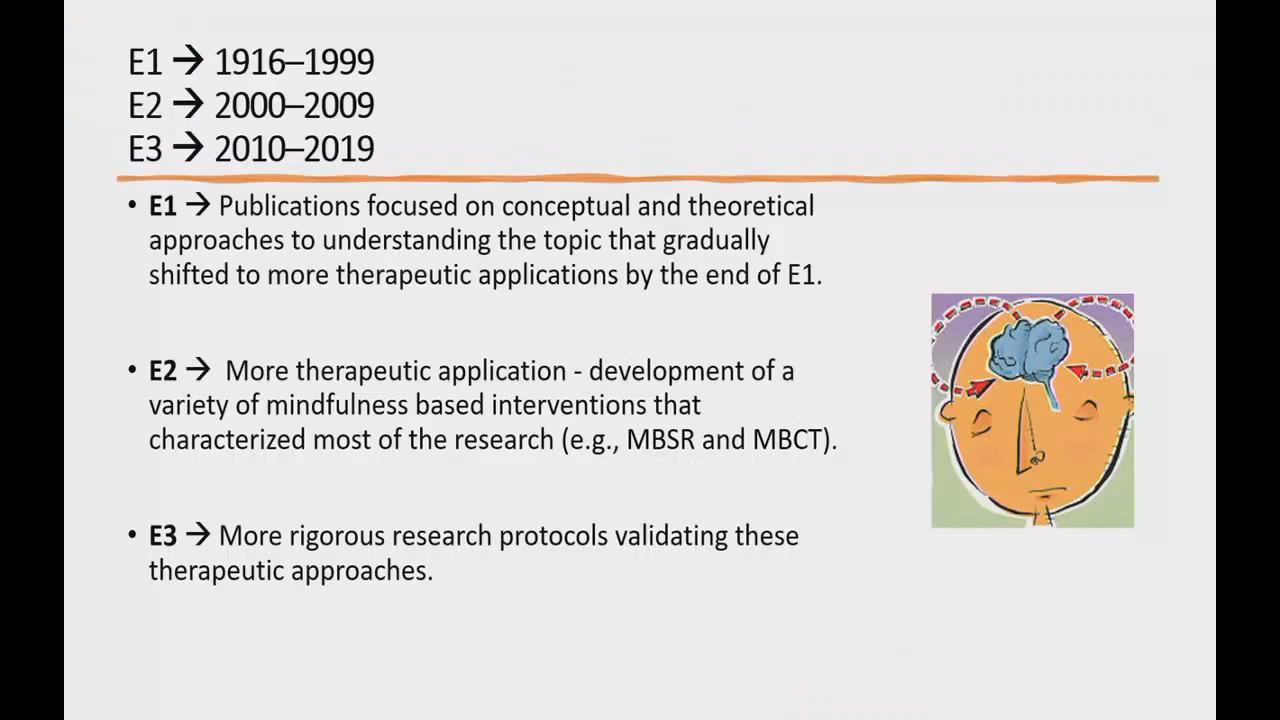 E1 → 1916–1999
E2 → 2000–2009
E3 → 2010–2019
• E1 → Publications focused on conceptual and theoretical
approaches to understanding the topic that gradually
shifted to more therapeutic applications by the end of E1.
• E2 → More therapeutic application - development of a
variety of mindfulness based interventions that
characterized most of the research (e.g., MBSR and MBCT).
• E3 → More rigorous research protocols validating these
therapeutic approaches.